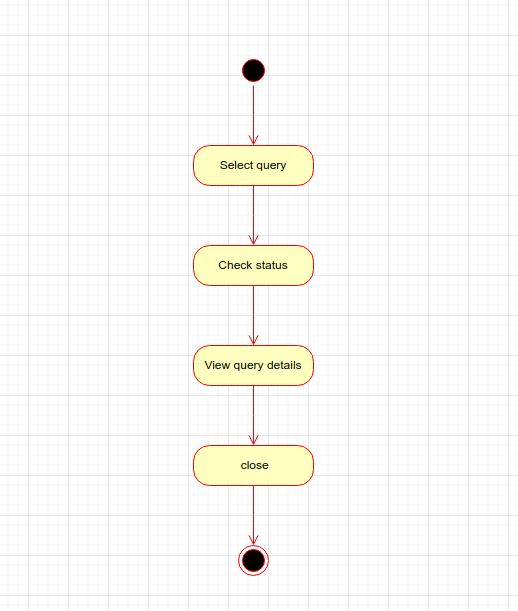 Select query
Check status
View query details
close